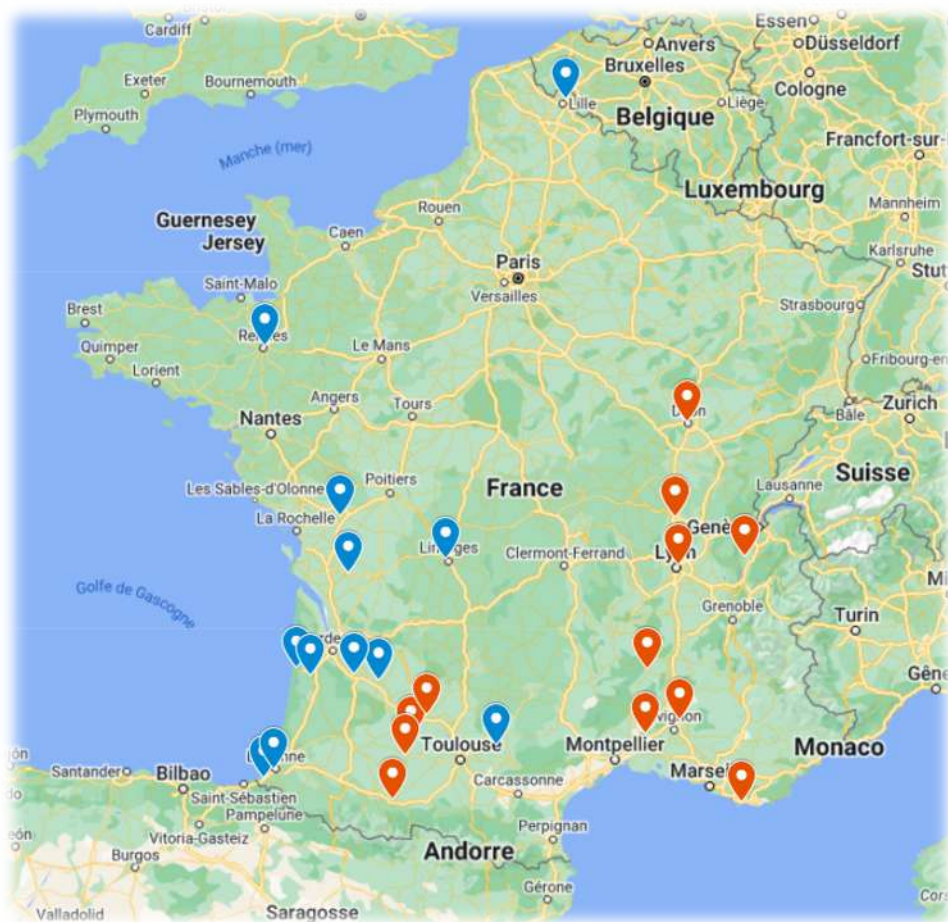 Cardiff
Essen
Anvers
Düsseldorf
Exeter
Bournemouth
Bruxelles
Cologne
Plymouth
Lille
Liège
Belgique
Manche (mer)
Francfort-sur-
Luxembourg
Rouen
Mannheim
Guernesey
Jersey
Caen
Karlsruhe
Paris
Stut
Saint-Malo
Versailles
Strasbourg
Brest
Quimper
Le Mans
Fribourg-en-
Lorient
Angers
Tours
Bâle
Zurich
Nantes
Suisse
Les Sables-d'Olonne
Poitiers
France
Lausanne
La Rochelle
Genè
Clermont-Ferrand
Lyon
Golfe de Gascogne
Grenoble
Turin
Gêne
Toulouse
Montpellier
Monaco
Santander
Bilbao
Marsei
Carcassonne
Saint-Sébastien
Pampelune
Vitoria-Gasteiz
Perpignan
Burgos
Andorre
Gérone
Valladolid
Saragosse